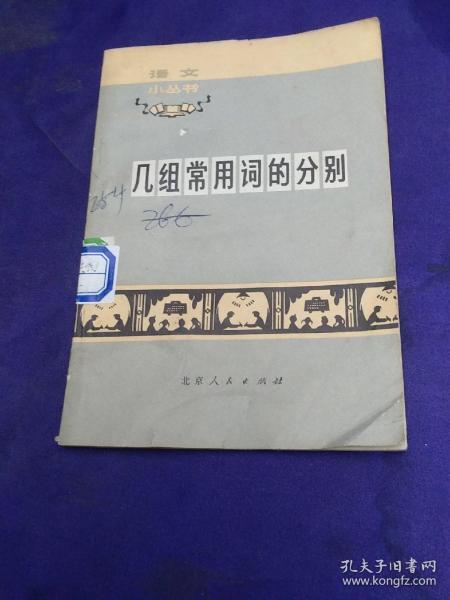 语文
小丛书
几组常用词的分别
254
266
北京人民出版社
孔夫子旧书网
www.kongfz.com